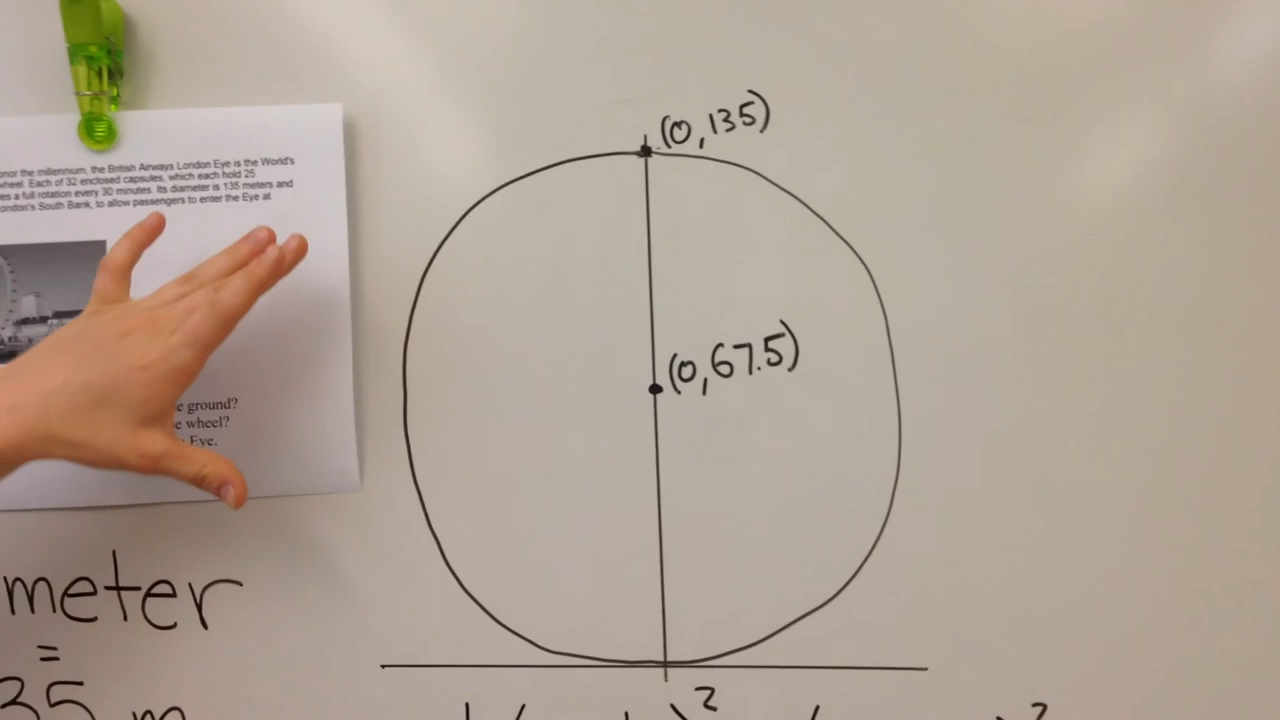 onor the millennium, the British Airways London Eye is the World's
wheel. Each of 32 enclosed capsules, which each hold 25
es a full rotation every 30 minutes. Its diameter is 135 meters and
ondon's South Bank, to allow passengers to enter the Eye at
e ground?
e wheel?
Eye.
(0,135)
(0,67.5)
meter
=
35 m